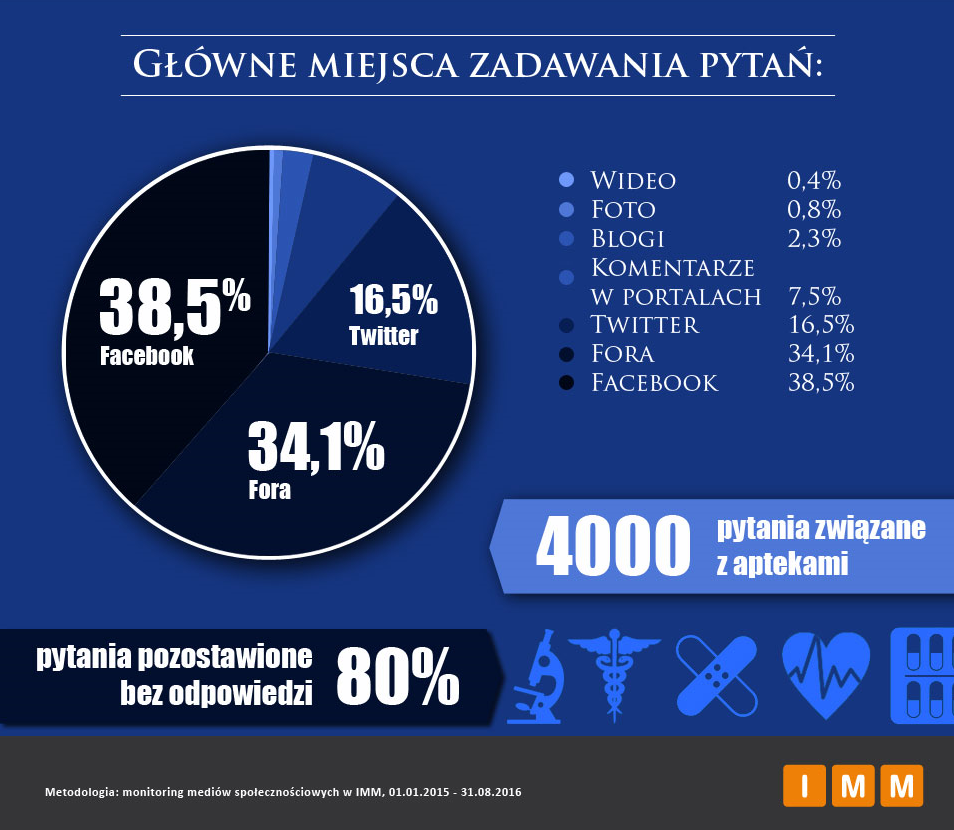 GŁÓWNE MIEJSCA ZADAWANIA PYTAŃ:
38,5%
Facebook
16,5%
Twitter
34,1%
Fora
WIDEO 0,4%
FOTO 0,8%
BLOGI 2,3%
KOMENTARZE
W PORTALACH 7,5%
TWITTER 16,5%
FORA 34,1%
FACEBOOK 38,5%
4000 pytania związane
z aptekami
pytania pozostawione
bez odpowiedzi 80%
Metodologia: monitoring mediów społecznościowych w IMM, 01.01.2015 - 31.08.2016
IMM